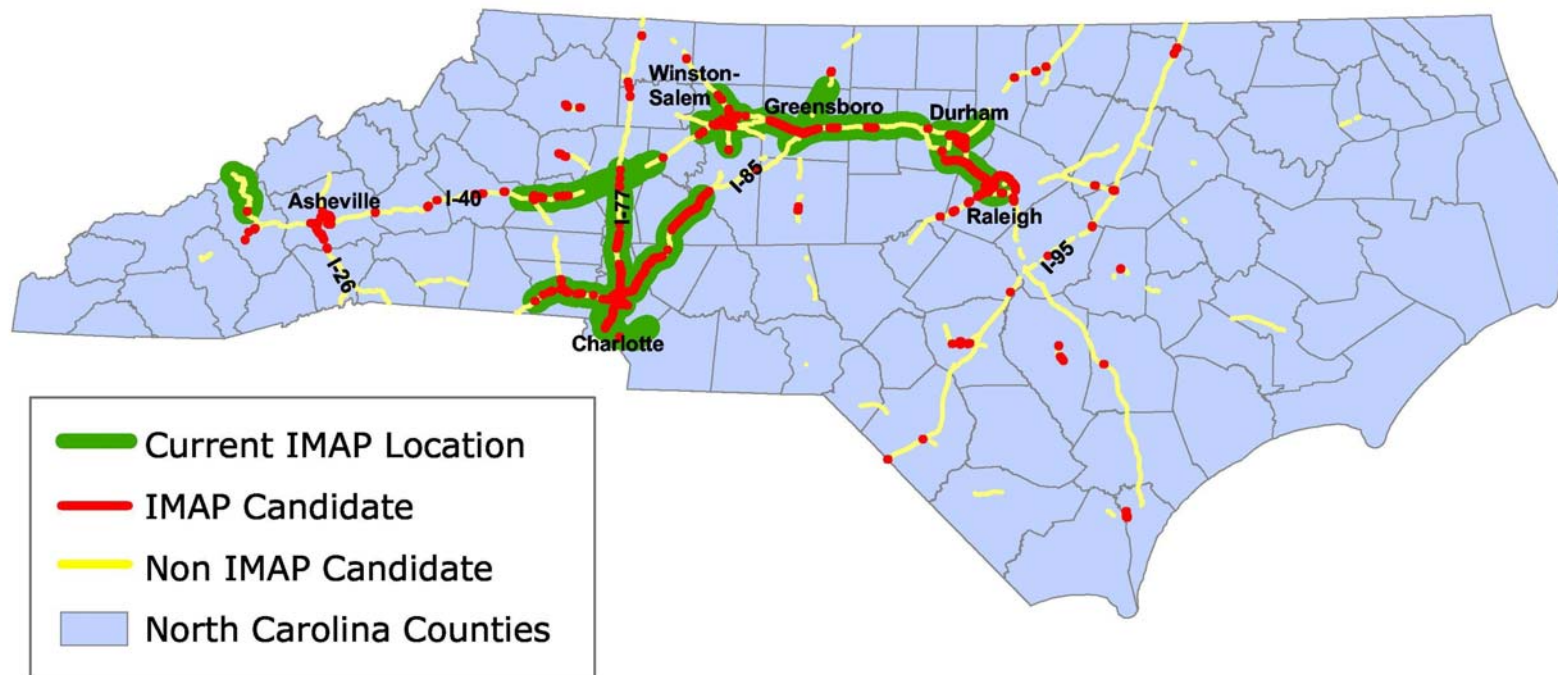 Winston-
Salem
Greensboro
Durham
I-85
Asheville
I-40
I-77
Raleigh
I-26
I-95
Charlotte
Current IMAP Location
IMAP Candidate
Non IMAP Candidate
North Carolina Counties